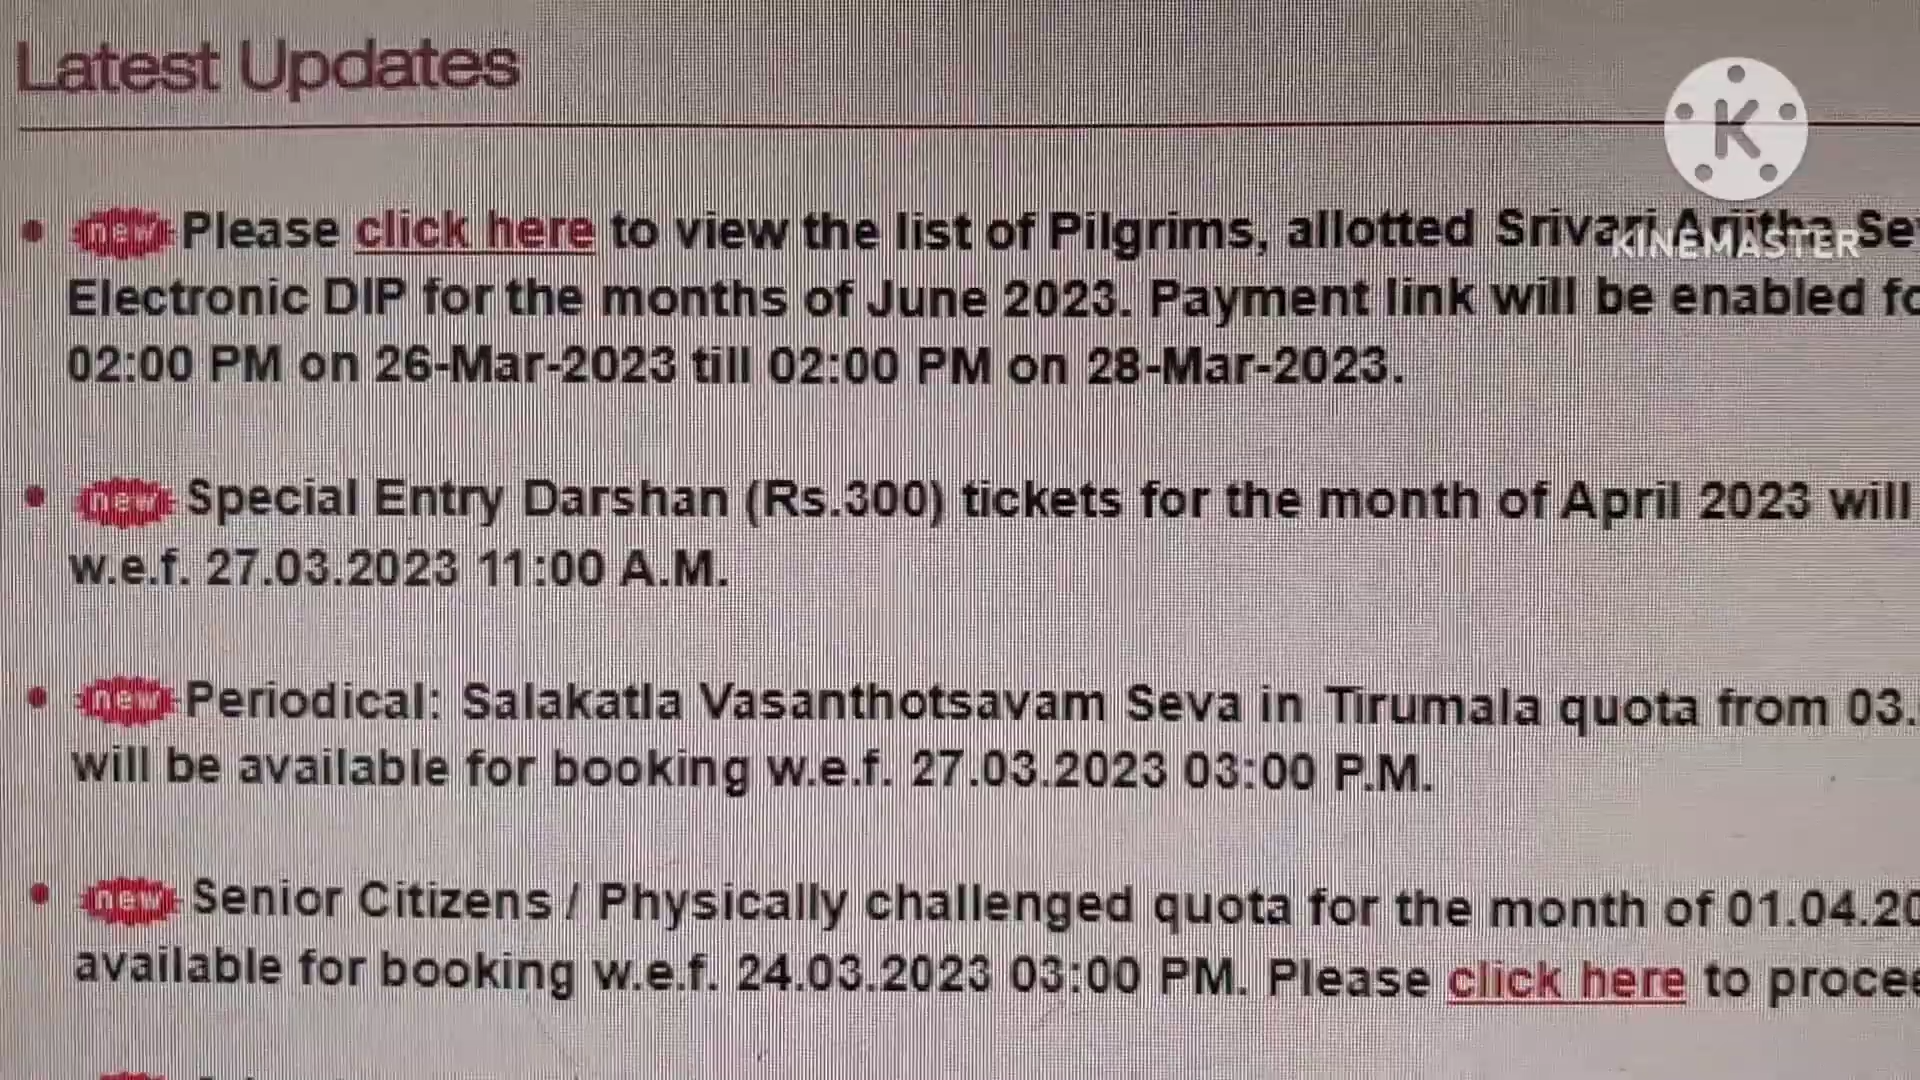 Latest Updates
new Please click here to view the list of Pilgrims, allotted Srivari Arjitha
Electronic DIP for the months of June 2023. Payment link will be enabled
02:00 PM on 26-Mar-2023 till 02:00 PM on 28-Mar-2023.
new Special Entry Darshan (Rs.300) tickets for the month of April 2023 will
w.e.f. 27.03.2023 11:00 A.M.
new Periodical: Salakatla Vasanthotsavam Seva in Tirumala quota from 03.
will be available for booking w.e.f. 27.03.2023 03:00 P.M.
new Senior Citizens / Physically challenged quota for the month of 01.04.20
available for booking w.e.f. 24.03.2023 03:00 PM. Please click here to
K
KINEMASTER